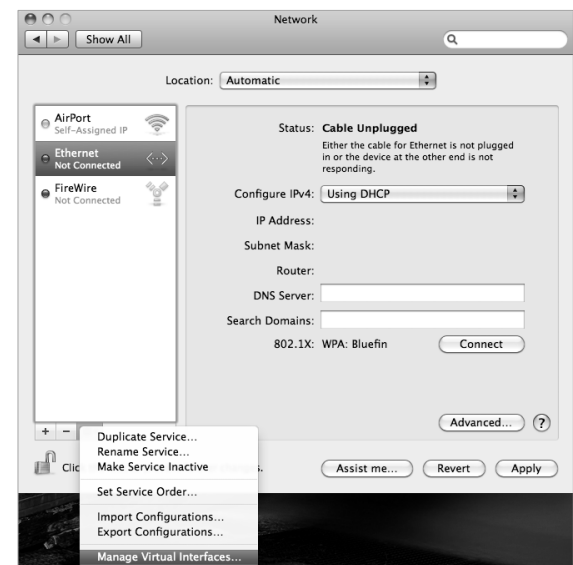 Network
Show All
Location: Automatic
AirPort
Self-Assigned IP
Ethernet
Not Connected
FireWire
Not Connected
Status: Cable Unplugged
Either the cable for Ethernet is not plugged
in or the device at the other end is not
responding.
Configure IPv4: Using DHCP
IP Address:
Subnet Mask:
Router:
DNS Server:
Search Domains:
802.1X: WPA: Bluefin Connect
Advanced... ?
+ −
Duplicate Service...
Rename Service...
Make Service Inactive
Set Service Order...
Import Configurations...
Export Configurations...
Manage Virtual Interfaces...
Assist me... Revert Apply